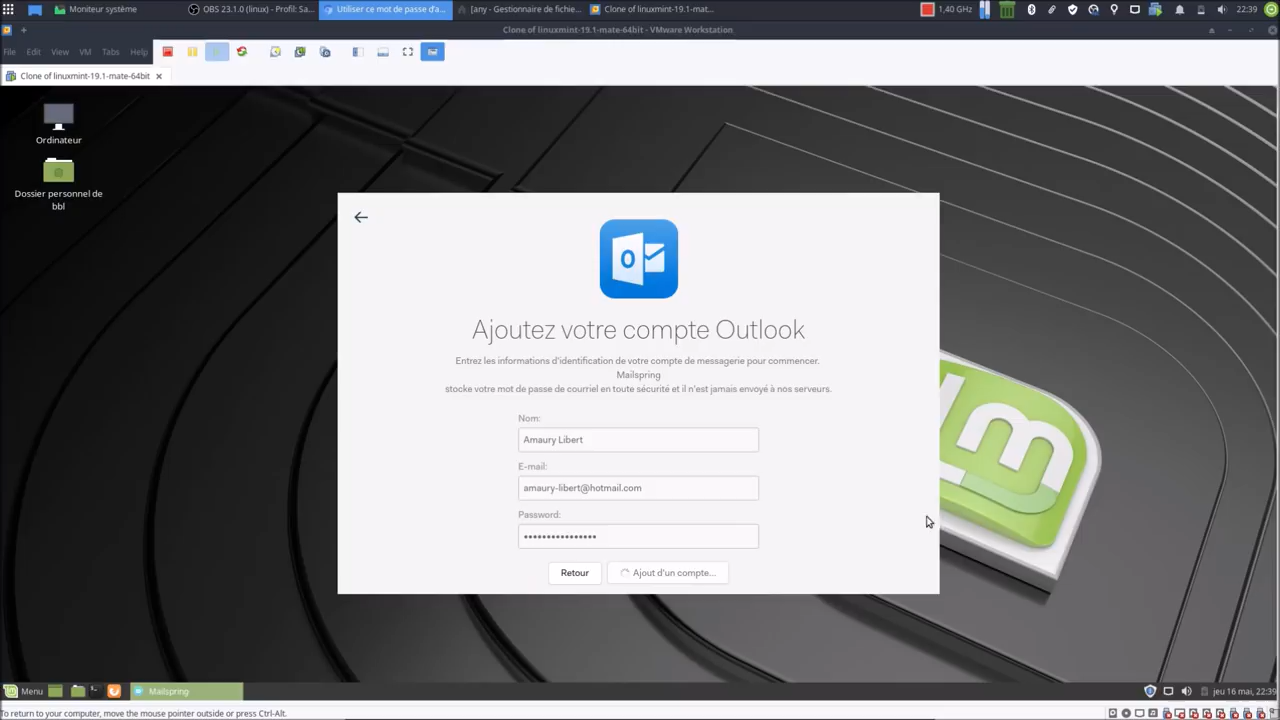 Moniteur système
OBS 23.1.0 (linux) - Profil: Sa...
Utiliser ce mot de passe d'a...
[any - Gestionnaire de fichie...
Clone of linuxmint-19.1-mat...
1,40 GHz
22:39
Clone of linuxmint-19.1-mate-64bit - VMware Workstation
File Edit View VM Tabs Help
Clone of linuxmint-19.1-mate-64bit
Ordinateur
Dossier personnel de
bbl
Ajoutez votre compte Outlook
Entrez les informations d'identification de votre compte de messagerie pour commencer.
Mailspring
stocke votre mot de passe de courriel en toute sécurité et il n'est jamais envoyé à nos serveurs.
Nom:
Amaury Libert
E-mail:
amaury-libert@hotmail.com
Password:
••••••••••••••••
Retour
Ajout d'un compte...
Menu
Mailspring
jeu 16 mai, 22:39
To return to your computer, move the mouse pointer outside or press Ctrl-Alt.